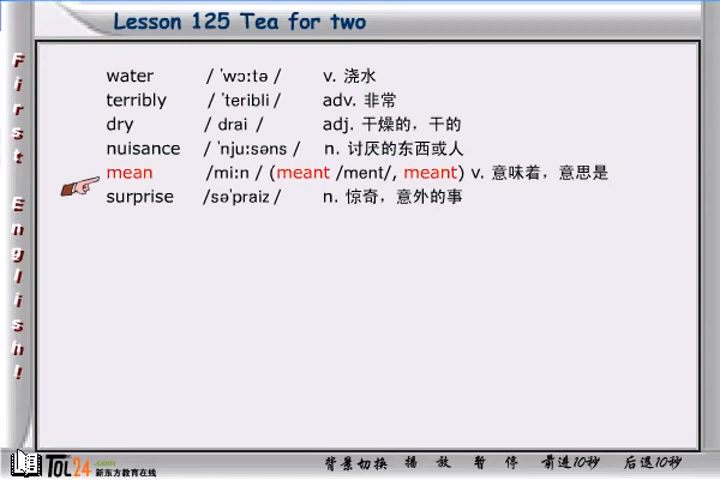 Lesson 125 Tea for two
First English!
water / ˈwɔːtə / v. 浇水
terribly / ˈteribli / adv. 非常
dry / drai / adj. 干燥的，干的
nuisance / ˈnjuːsəns / n. 讨厌的东西或人
mean /miːn / (meant /ment/, meant) v. 意味着，意思是
surprise /səˈpraiz / n. 惊奇，意外的事
TOL24.com 新东方教育在线
背景切换 播 放 暂 停 前进10秒 后退10秒